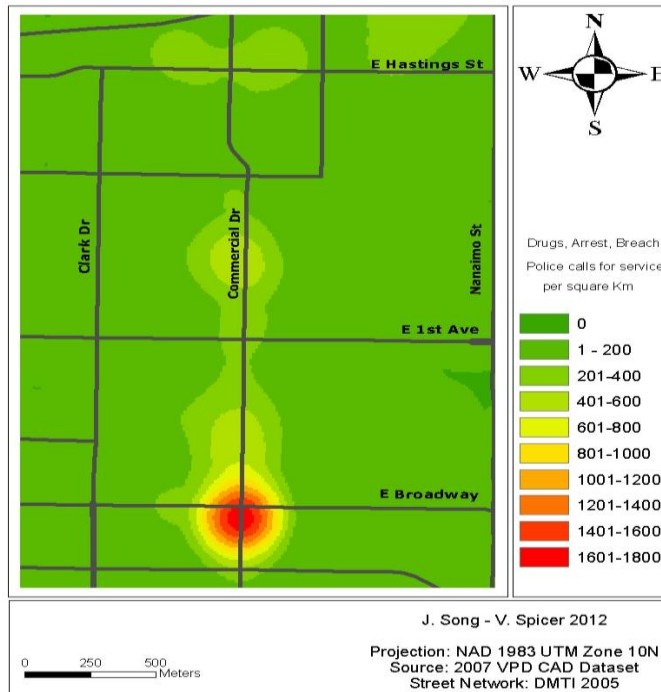 E Hastings St
Clark Dr
Commercial Dr
Nanaimo St
E 1st Ave
E Broadway
N
W E
S
Drugs, Arrest, Breach
Police calls for service
per square Km
0
1 - 200
201-400
401-600
601-800
801-1000
1001-1200
1201-1400
1401-1600
1601-1800
0 250 500
Meters
J. Song - V. Spicer 2012
Projection: NAD 1983 UTM Zone 10N
Source: 2007 VPD CAD Dataset
Street Network: DMTI 2005